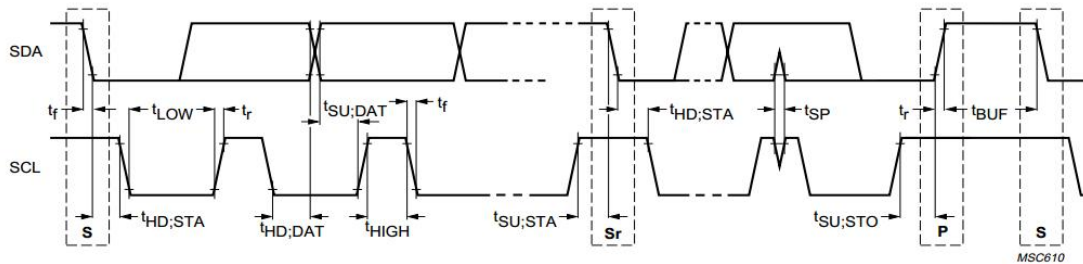 SDA
tf tLOW tr tSU;DAT tf tHD;STA tSP tr tBUF
SCL
tHD;STA tHD;DAT tHIGH tSU;STA tSU;STO
S Sr P S
MSC610